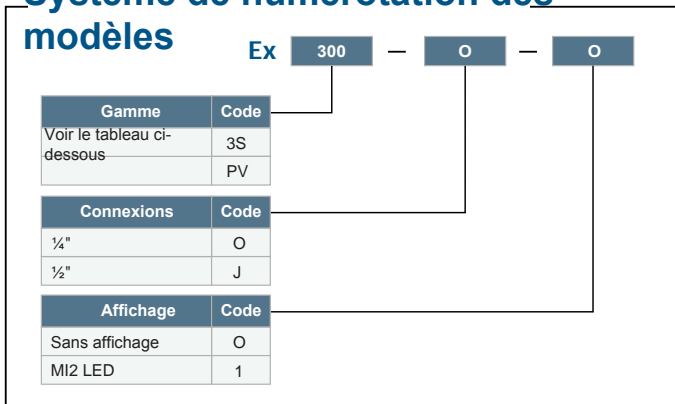 Système de numérotation des
modèles
Ex 300 — O — O
Gamme Code
Voir le tableau ci-
dessous
3S
PV
Connexions Code
¼" O
½" J
Affichage Code
Sans affichage O
MI2 LED 1